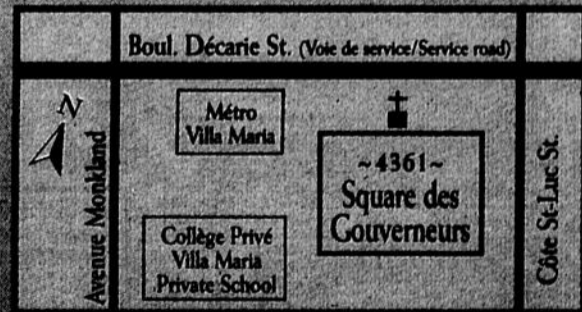 Boul. Décarie St. (Voie de service/Service road)
N
Avenue Monkland
Métro
Villa Maria
~4361~
Square des
Gouverneurs
Collège Privé
Villa Maria
Private School
Côte St-Luc St.